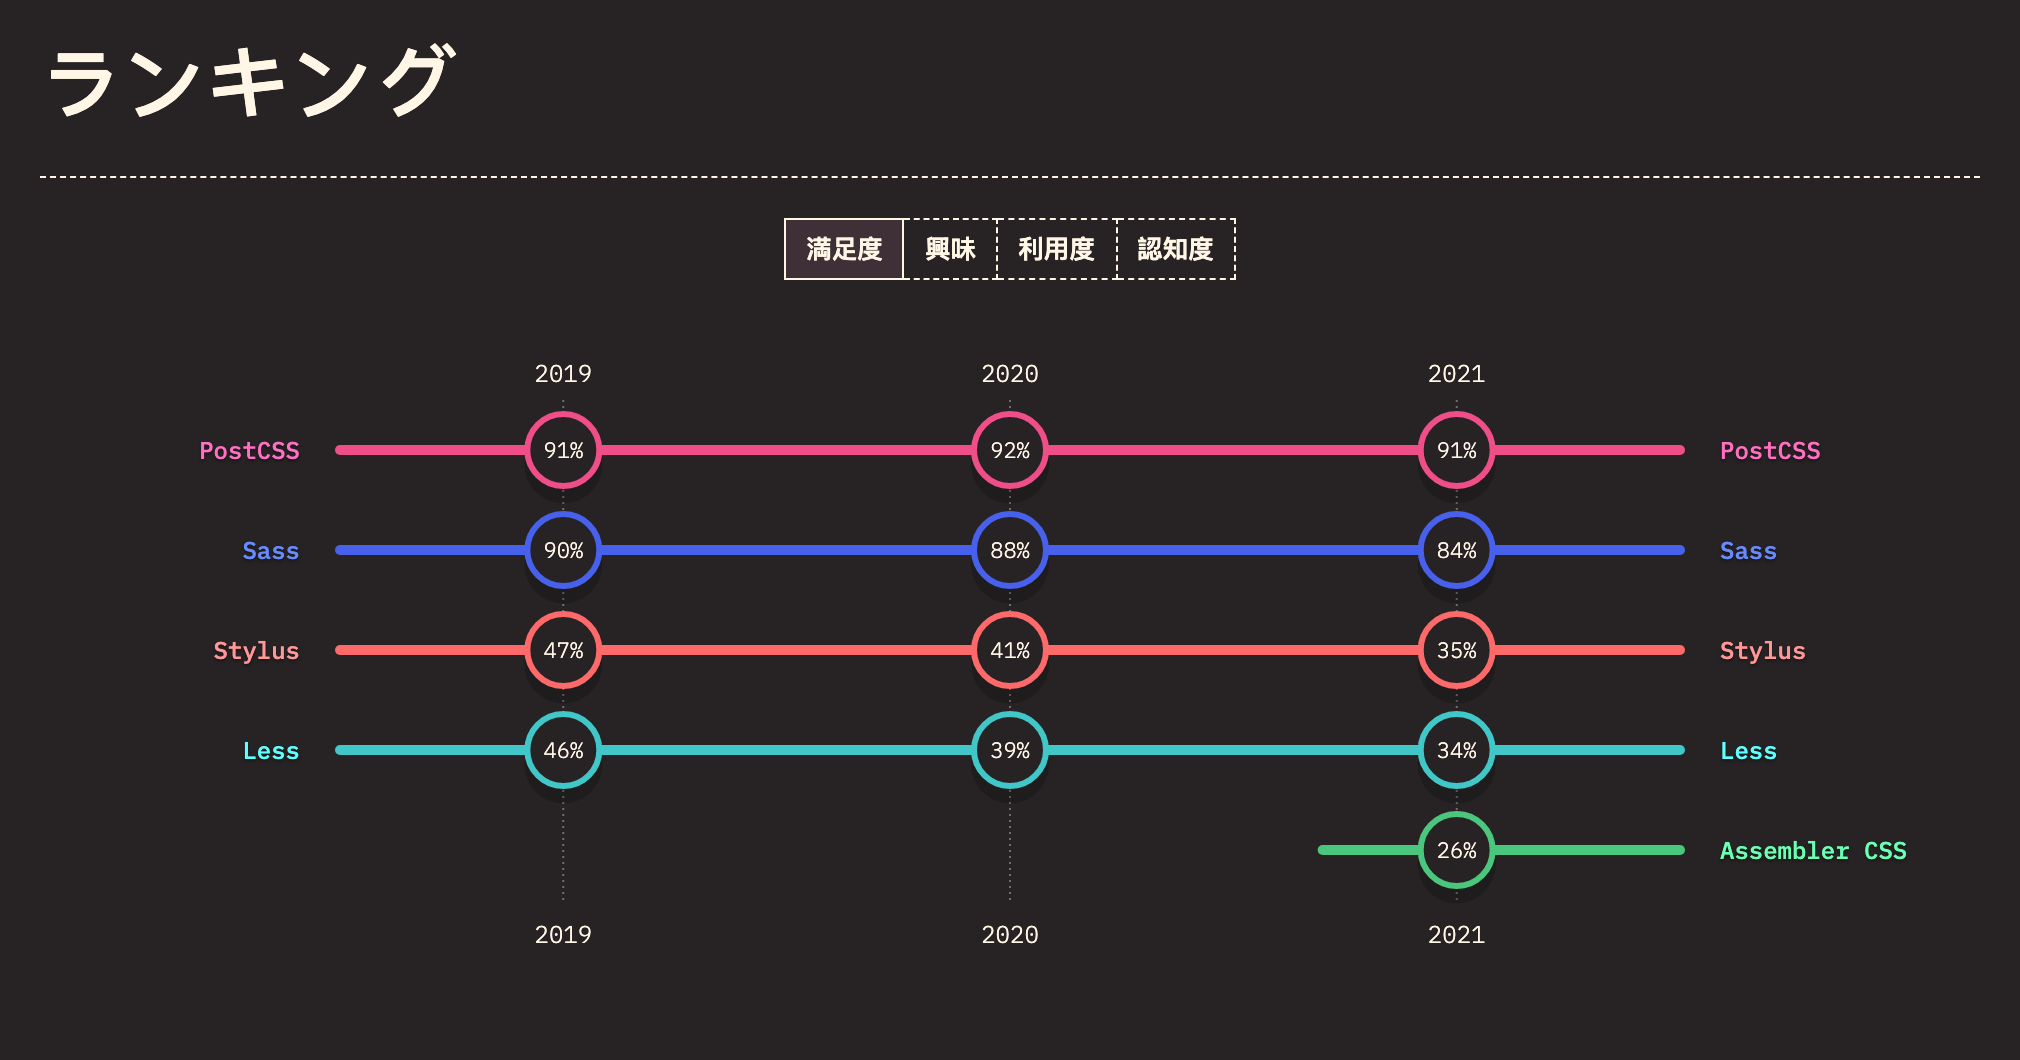 ランキング
満足度 興味 利用度 認知度
2019 2020 2021
PostCSS 91% 92% 91% PostCSS
Sass 90% 88% 84% Sass
Stylus 47% 41% 35% Stylus
Less 46% 39% 34% Less
26% Assembler CSS
2019 2020 2021